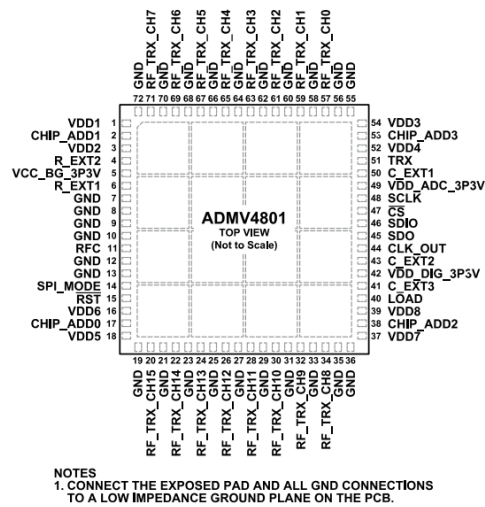 GND
RF_TRX_CH7
GND
RF_TRX_CH6
GND
RF_TRX_CH5
GND
RF_TRX_CH4
GND
RF_TRX_CH3
GND
RF_TRX_CH2
GND
RF_TRX_CH1
GND
RF_TRX_CH0
GND
GND
72 71 70 69 68 67 66 65 64 63 62 61 60 59 58 57 56 55
VDD1 1
CHIP_ADD1 2
VDD2 3
R_EXT2 4
VCC_BG_3P3V 5
R_EXT1 6
GND 7
GND 8
GND 9
GND 10
RFC 11
GND 12
GND 13
SPI_MODE 14
RST 15
VDD6 16
CHIP_ADD0 17
VDD5 18
ADMV4801
TOP VIEW
(Not to Scale)
54 VDD3
53 CHIP_ADD3
52 VDD4
51 TRX
50 C_EXT1
49 VDD_ADC_3P3V
48 SCLK
47 CS
46 SDIO
45 SDO
44 CLK_OUT
43 C_EXT2
42 VDD_DIG_3P3V
41 C_EXT3
40 LOAD
39 VDD8
38 CHIP_ADD2
37 VDD7
19 20 21 22 23 24 25 26 27 28 29 30 31 32 33 34 35 36
GND
RF_TRX_CH15
GND
RF_TRX_CH14
GND
RF_TRX_CH13
GND
RF_TRX_CH12
GND
RF_TRX_CH11
GND
RF_TRX_CH10
GND
RF_TRX_CH9
GND
RF_TRX_CH8
GND
GND
NOTES
1. CONNECT THE EXPOSED PAD AND ALL GND CONNECTIONS
TO A LOW IMPEDANCE GROUND PLANE ON THE PCB.